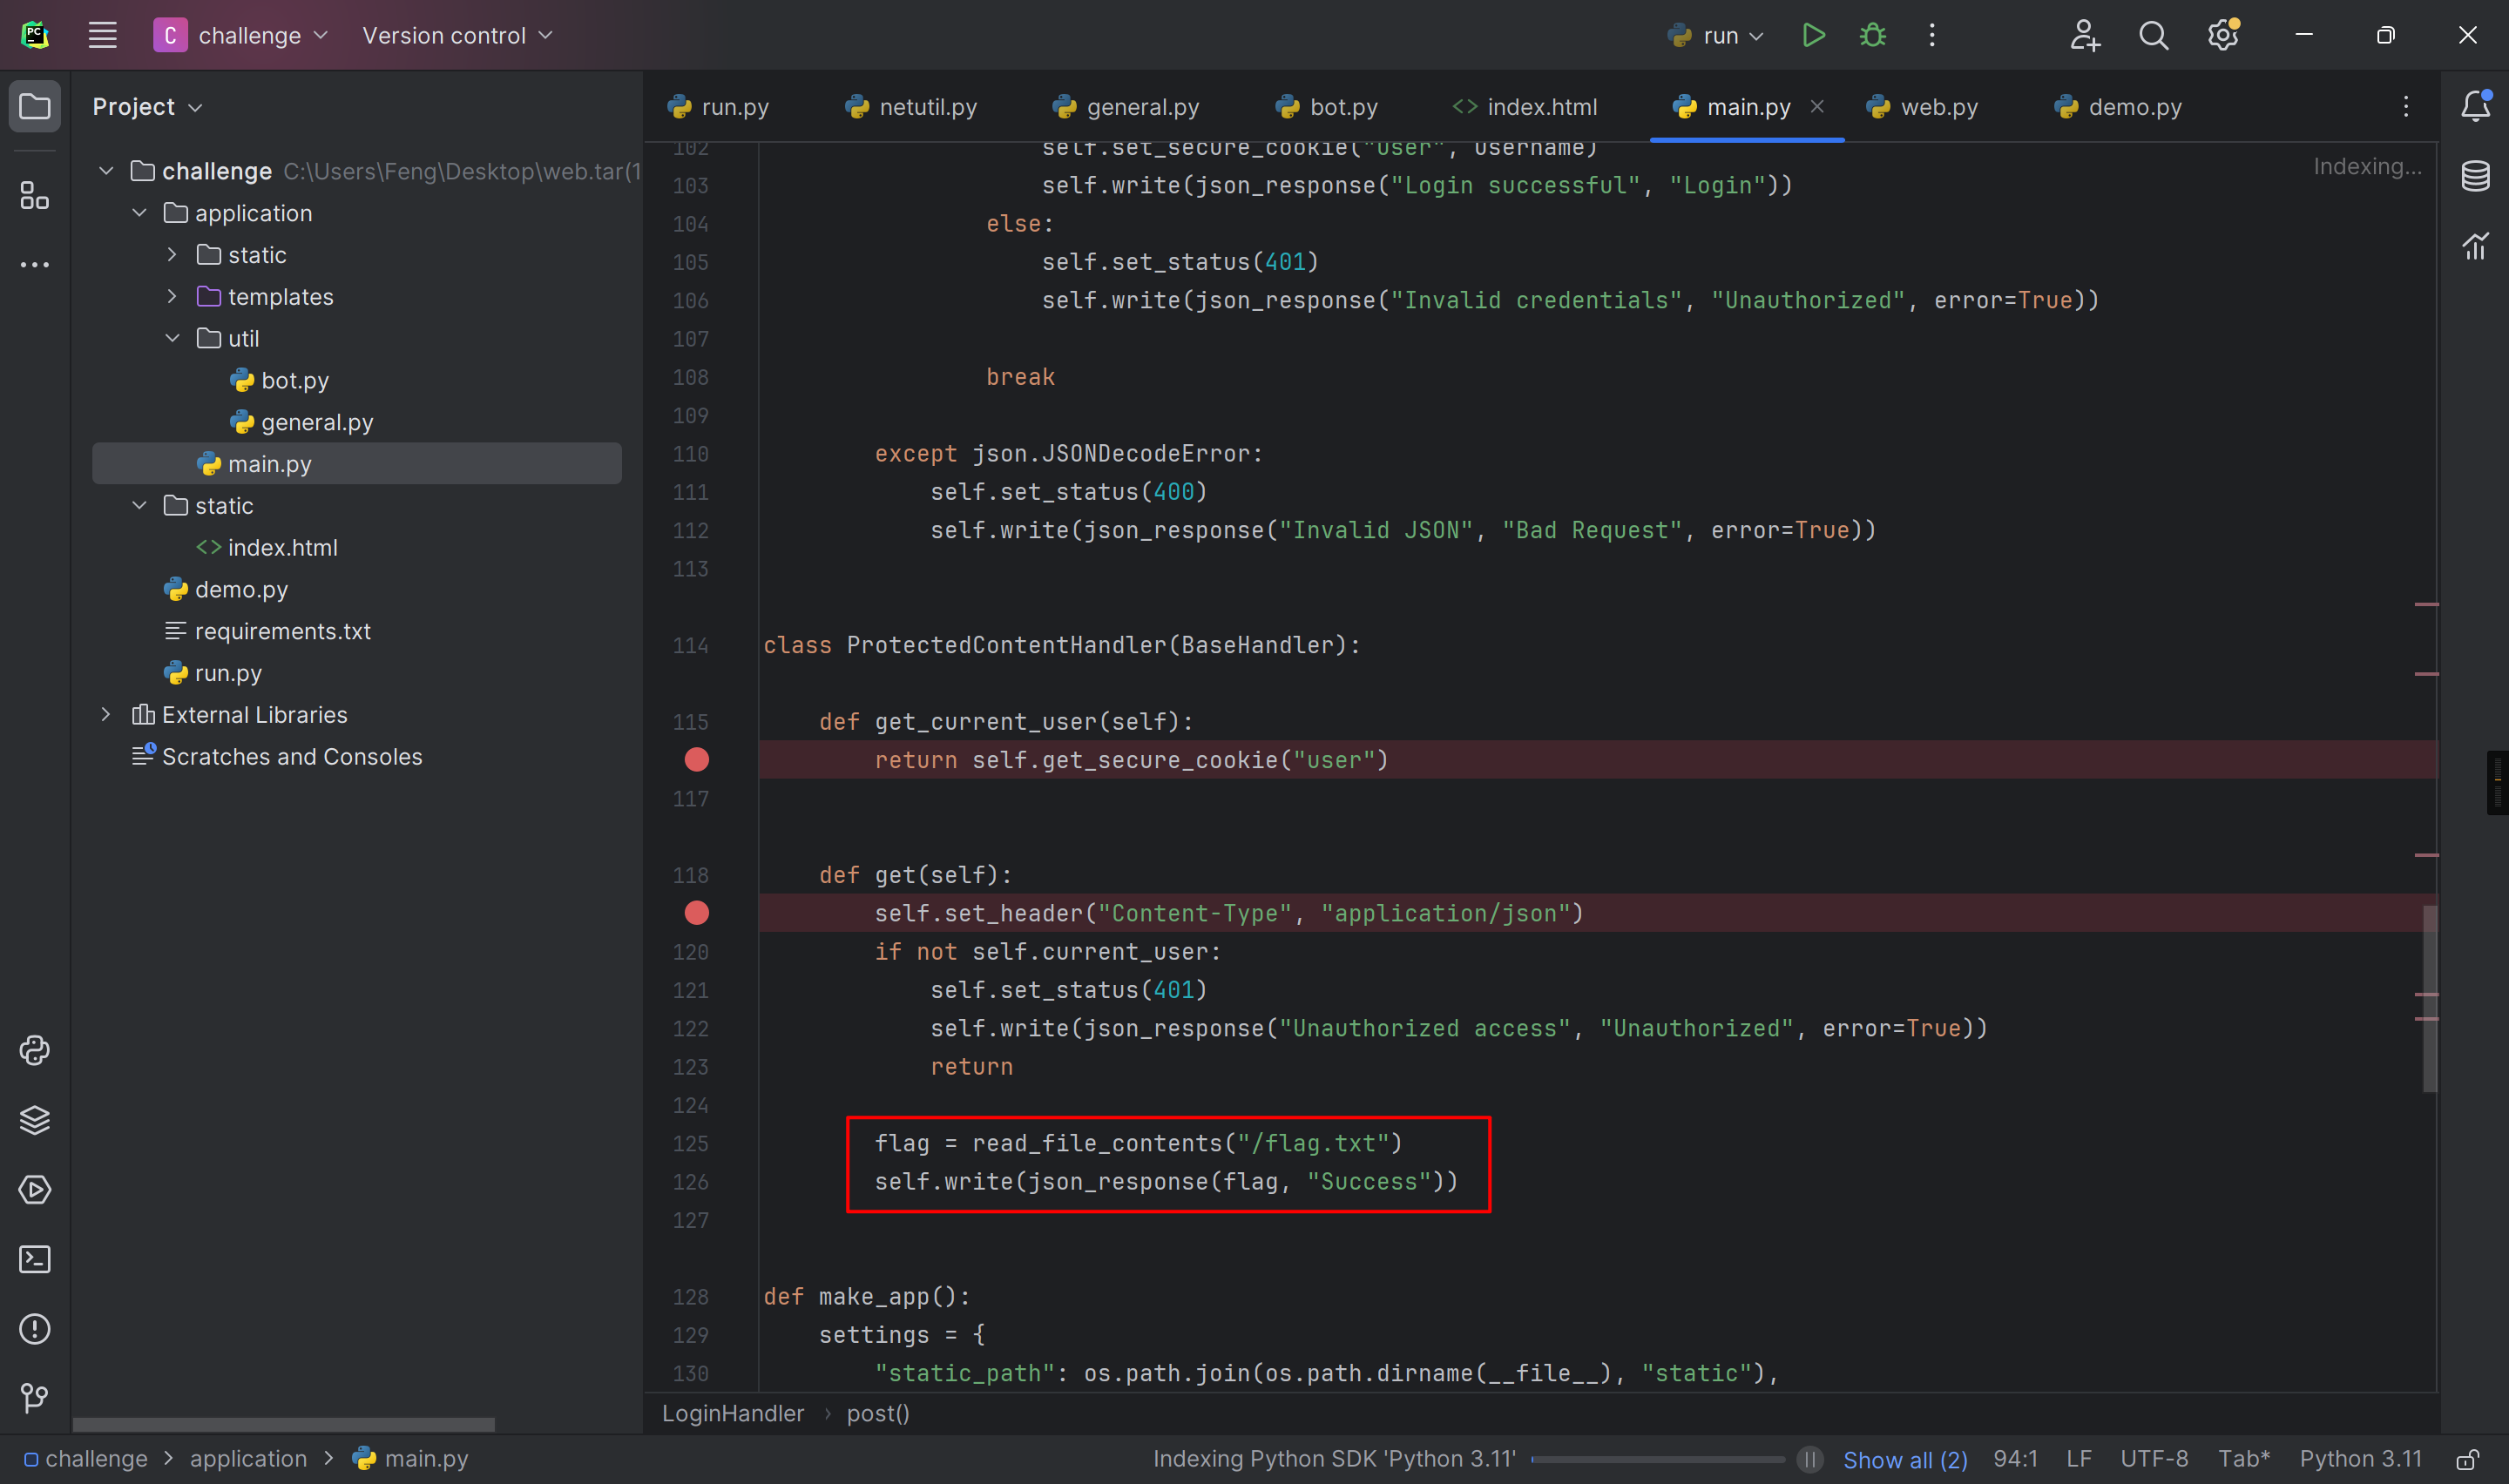 PC
C challenge
Version control
run
Project
challenge C:\Users\Feng\Desktop\web.tar(1
application
static
templates
util
bot.py
general.py
main.py
static
index.html
demo.py
requirements.txt
run.py
External Libraries
Scratches and Consoles
run.py
netutil.py
general.py
bot.py
<> index.html
main.py
web.py
demo.py
Indexing...
102 self.set_secure_cookie("user", username)
103 self.write(json_response("Login successful", "Login"))
104 else:
105 self.set_status(401)
106 self.write(json_response("Invalid credentials", "Unauthorized", error=True))
107
108 break
109
110 except json.JSONDecodeError:
111 self.set_status(400)
112 self.write(json_response("Invalid JSON", "Bad Request", error=True))
113
114 class ProtectedContentHandler(BaseHandler):
115 def get_current_user(self):
return self.get_secure_cookie("user")
117
118 def get(self):
self.set_header("Content-Type", "application/json")
120 if not self.current_user:
121 self.set_status(401)
122 self.write(json_response("Unauthorized access", "Unauthorized", error=True))
123 return
124
125 flag = read_file_contents("/flag.txt")
126 self.write(json_response(flag, "Success"))
127
128 def make_app():
129 settings = {
130 "static_path": os.path.join(os.path.dirname(__file__), "static"),
LoginHandler › post()
challenge > application > main.py
Indexing Python SDK 'Python 3.11'
Show all (2)
94:1
LF
UTF-8
Tab*
Python 3.11